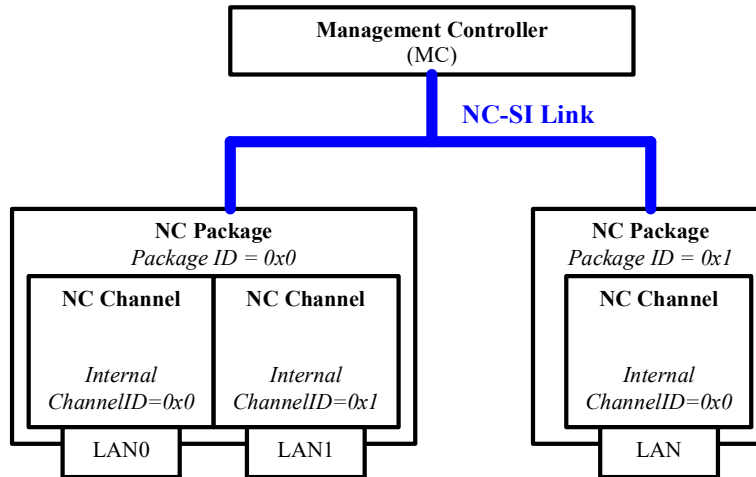 Management Controller
(MC)
NC-SI Link
NC Package
Package ID = 0x0
NC Channel
Internal
ChannelID=0x0
NC Channel
Internal
ChannelID=0x1
LAN0
LAN1
NC Package
Package ID = 0x1
NC Channel
Internal
ChannelID=0x0
LAN